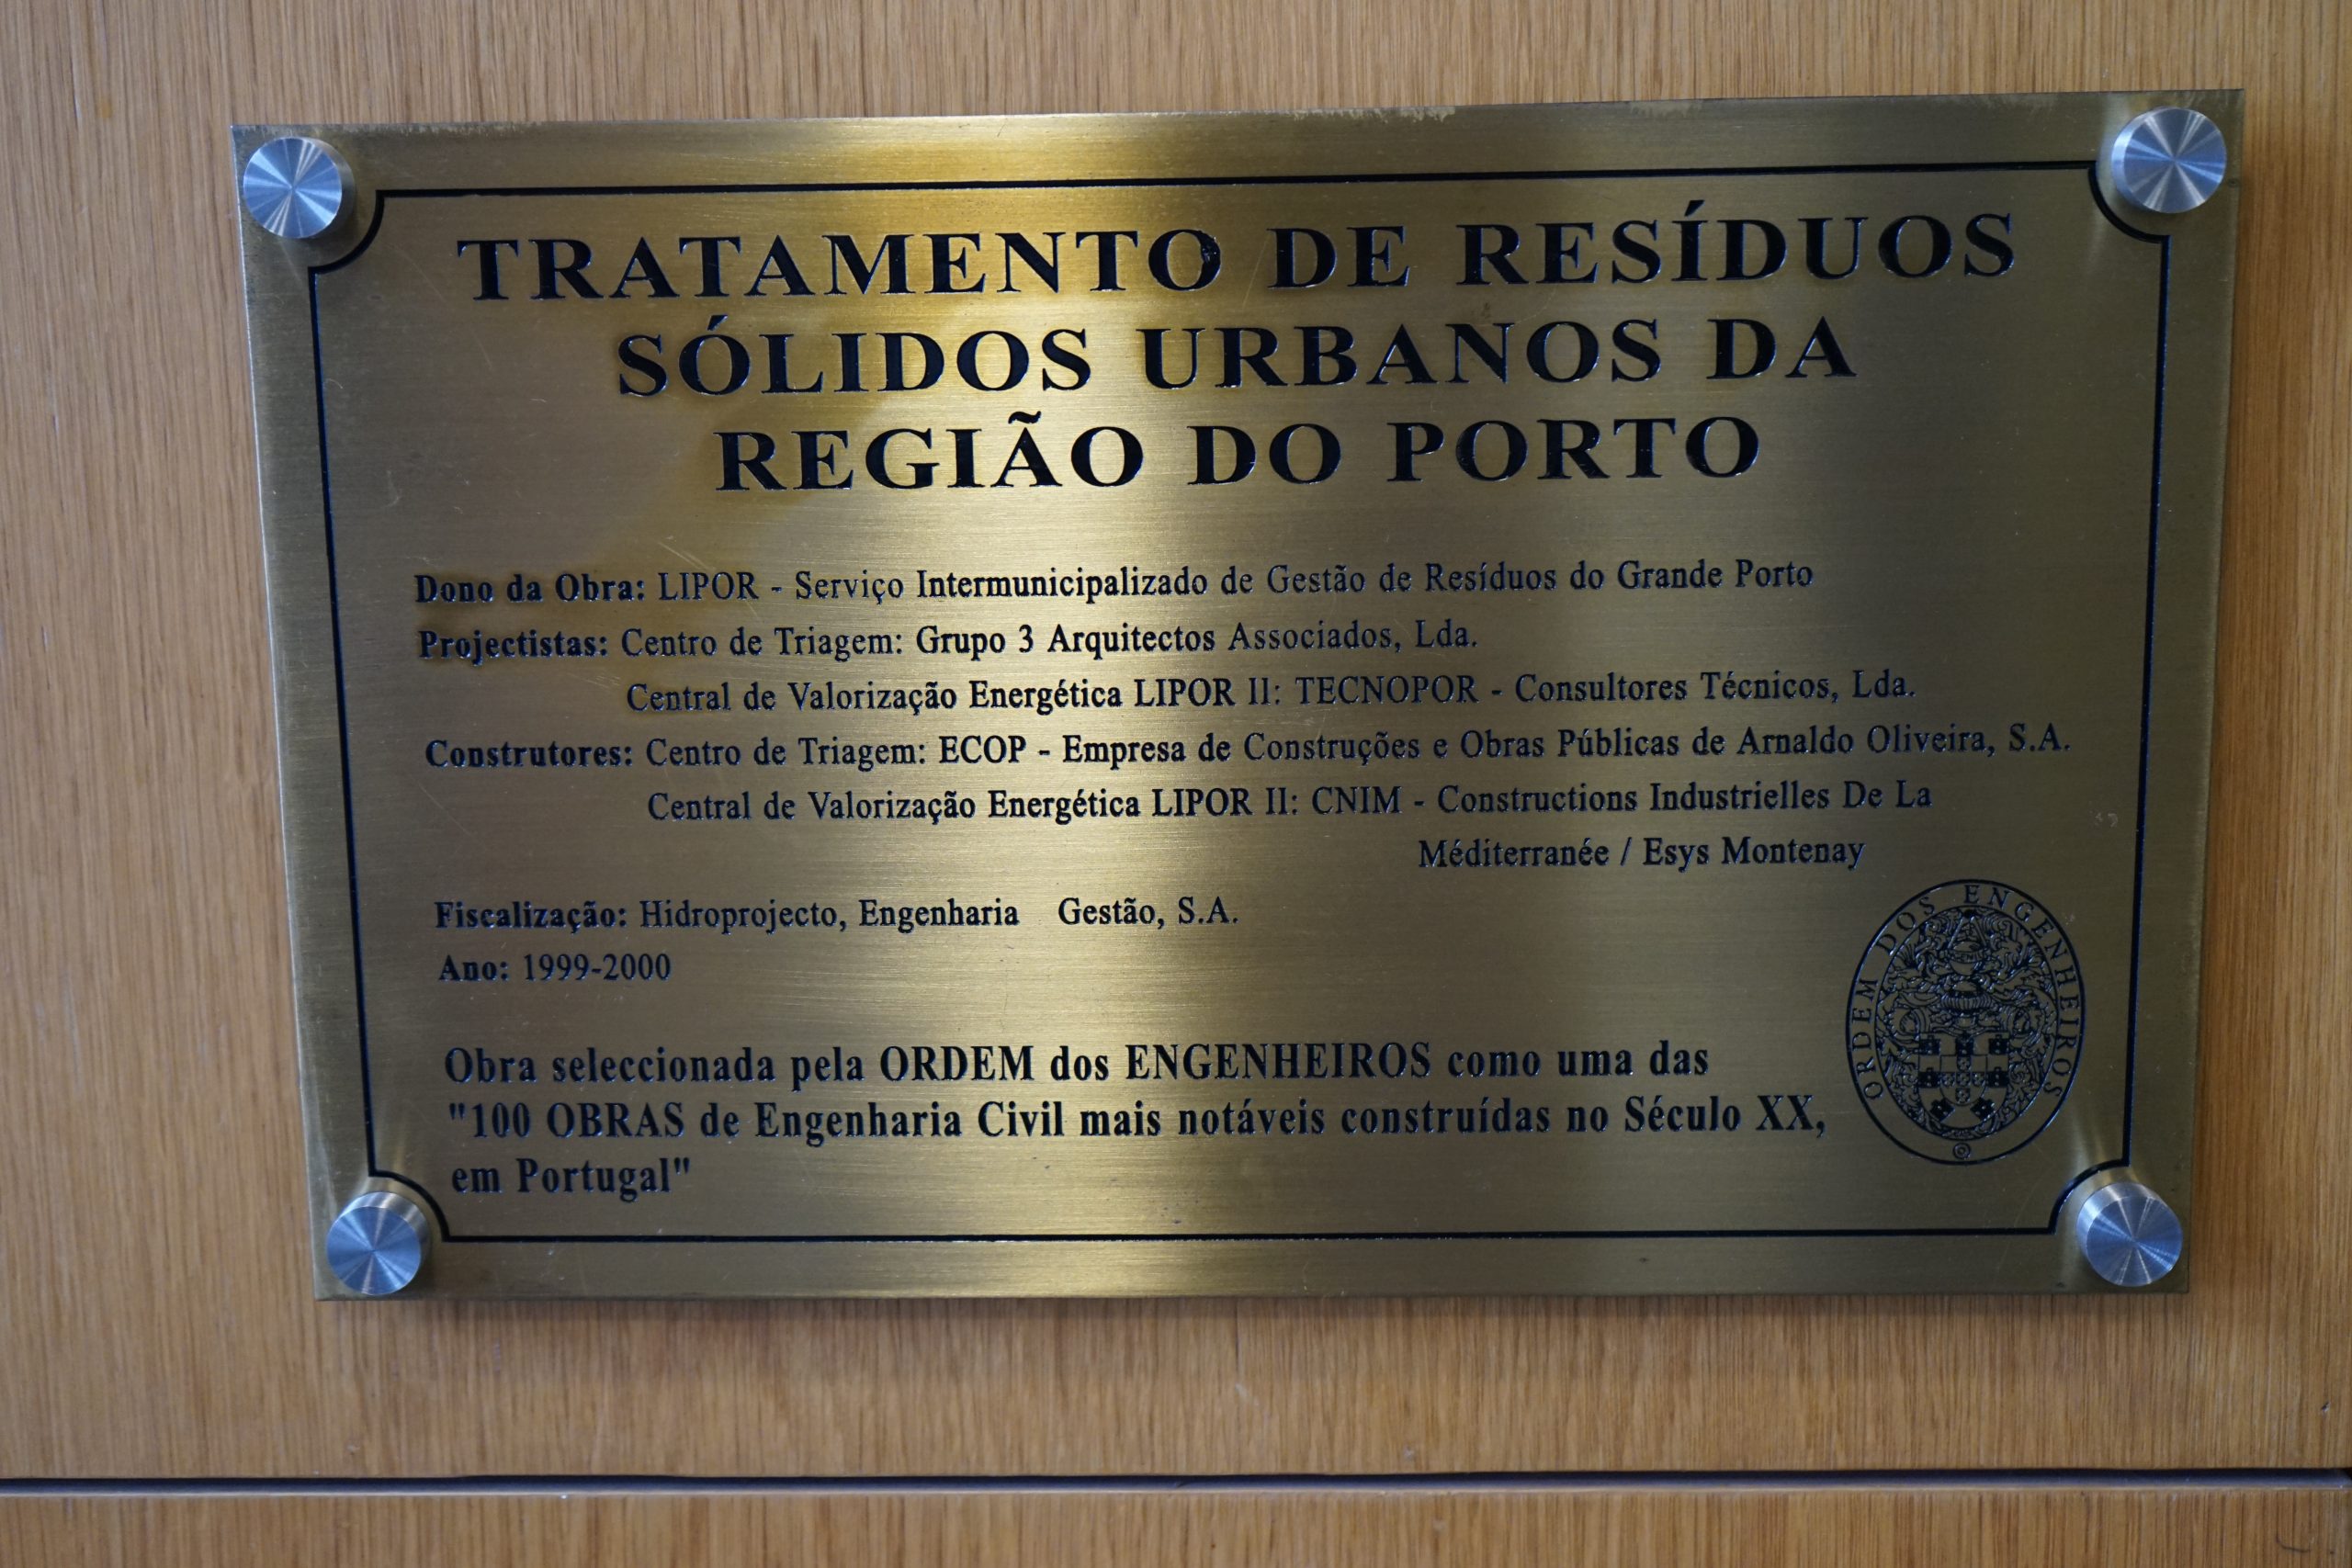 TRATAMENTO DE RESÍDUOS
SÓLIDOS URBANOS DA
REGIÃO DO PORTO
Dono da Obra: LIPOR - Serviço Intermunicipalizado de Gestão de Resíduos do Grande Porto
Projectistas: Centro de Triagem: Grupo 3 Arquitectos Associados, Lda.
Central de Valorização Energética LIPOR II: TECNOPOR - Consultores Técnicos, Lda.
Construtores: Centro de Triagem: ECOP - Empresa de Construções e Obras Públicas de Arnaldo Oliveira, S.A.
Central de Valorização Energética LIPOR II: CNIM - Constructions Industrielles De La
Méditerranée / Esys Montenay
Fiscalização: Hidroprojecto, Engenharia Gestão, S.A.
Ano: 1999-2000
Obra seleccionada pela ORDEM dos ENGENHEIROS como uma das
"100 OBRAS de Engenharia Civil mais notáveis construídas no Século XX,
em Portugal"
ORDEM DOS ENGENHEIROS
®